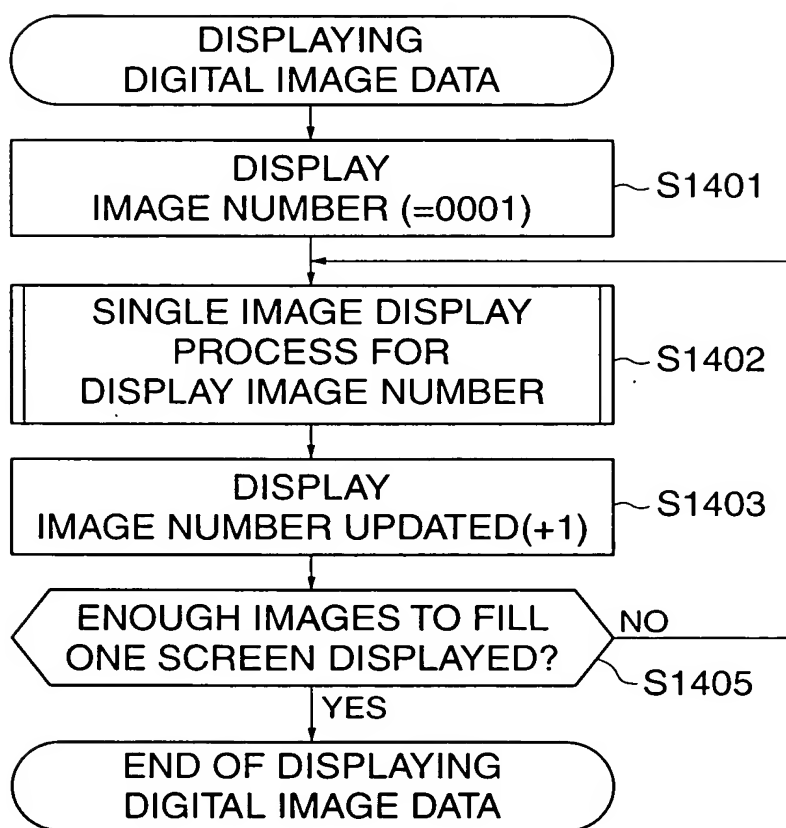 DISPLAYING
DIGITAL IMAGE DATA
DISPLAY
IMAGE NUMBER (=0001)
S1401
SINGLE IMAGE DISPLAY
PROCESS FOR
DISPLAY IMAGE NUMBER
S1402
DISPLAY
IMAGE NUMBER UPDATED(+1)
S1403
ENOUGH IMAGES TO FILL
ONE SCREEN DISPLAYED?
NO
S1405
YES
END OF DISPLAYING
DIGITAL IMAGE DATA